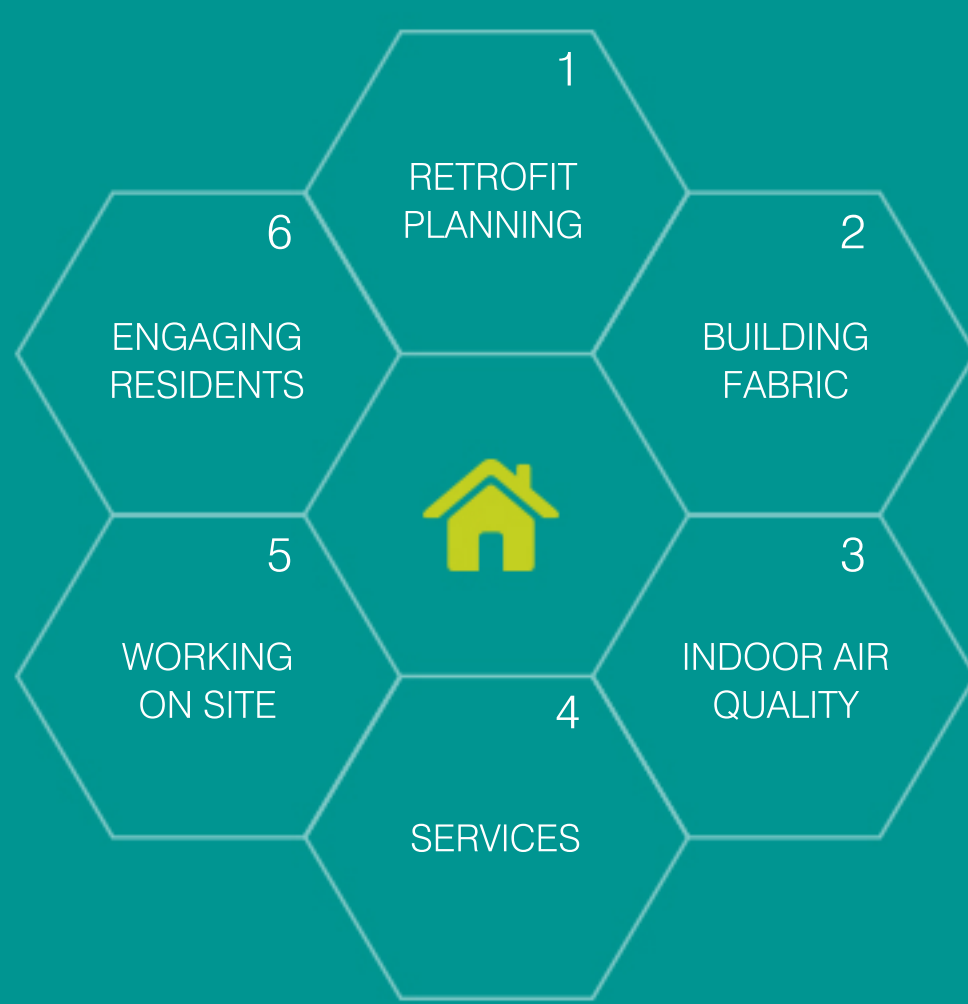 1
RETROFIT
PLANNING
2
BUILDING
FABRIC
3
INDOOR AIR
QUALITY
4
SERVICES
5
WORKING
ON SITE
6
ENGAGING
RESIDENTS